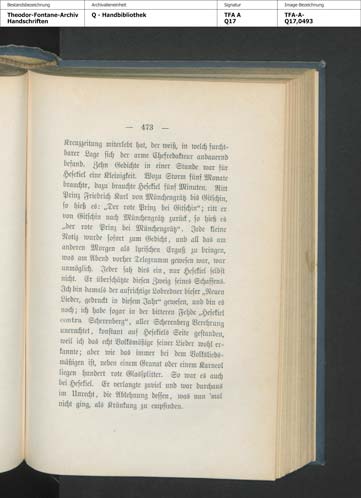 Bestandsbezeichnung
Archivalieneinheit
Signatur
Image Bezeichnung
Theodor-Fontane-Archiv
Handschriften
Q - Handbibliothek
TFA A
Q17
TFA-A-
Q17,0493
— 473 —
Kreuzzeitung miterlebt hat, der weiß, in welch furcht-
barer Lage sich der arme Chefredakteur andauernd
befand. Zehn Gedichte in einer Stunde war für
Hesekiel eine Kleinigkeit. Wozu Storm fünf Monate
brauchte, dazu brauchte Hesekiel fünf Minuten. Ritt
Prinz Friedrich Karl von Münchengrätz bis Gitschin,
so hieß es: „Der rote Prinz bei Gitschin“; ritt er
von Gitschin nach Münchengrätz zurück, so hieß es
„der rote Prinz bei Münchengrätz“. Jede kleine
Notiz wurde sofort zum Gedicht, und all das am
anderen Morgen als lyrischen Erguß zu bringen,
was am Abend vorher Telegramm gewesen war, war
unmöglich. Jeder sah dies ein, nur Hesekiel selbst
nicht. Er überschätzte diesen Zweig seines Schaffens.
Ich bin damals der aufrichtige Lobredner dieser „Neuen
Lieder, gedruckt in diesem Jahr“ gewesen, und bin es
noch; ich habe sogar in der bitteren Fehde „Hesekiel
contra Scherenberg“, aller Scherenberg Verehrung
unerachtet, konstant auf Hesekiels Seite gestanden,
weil ich das echt Volksmäßige seiner Lieder wohl er-
kannte; aber wie das immer bei dem Volksliedh-
mäßigen ist, neben einem Granat oder einem Karneol
liegen hundert rote Glassplitter. So war es auch
bei Hesekiel. Er verlangte zuviel und war durchaus
im Unrecht, die Ablehnung dessen, was nun 'mal
nicht ging, als Kränkung zu empfinden.